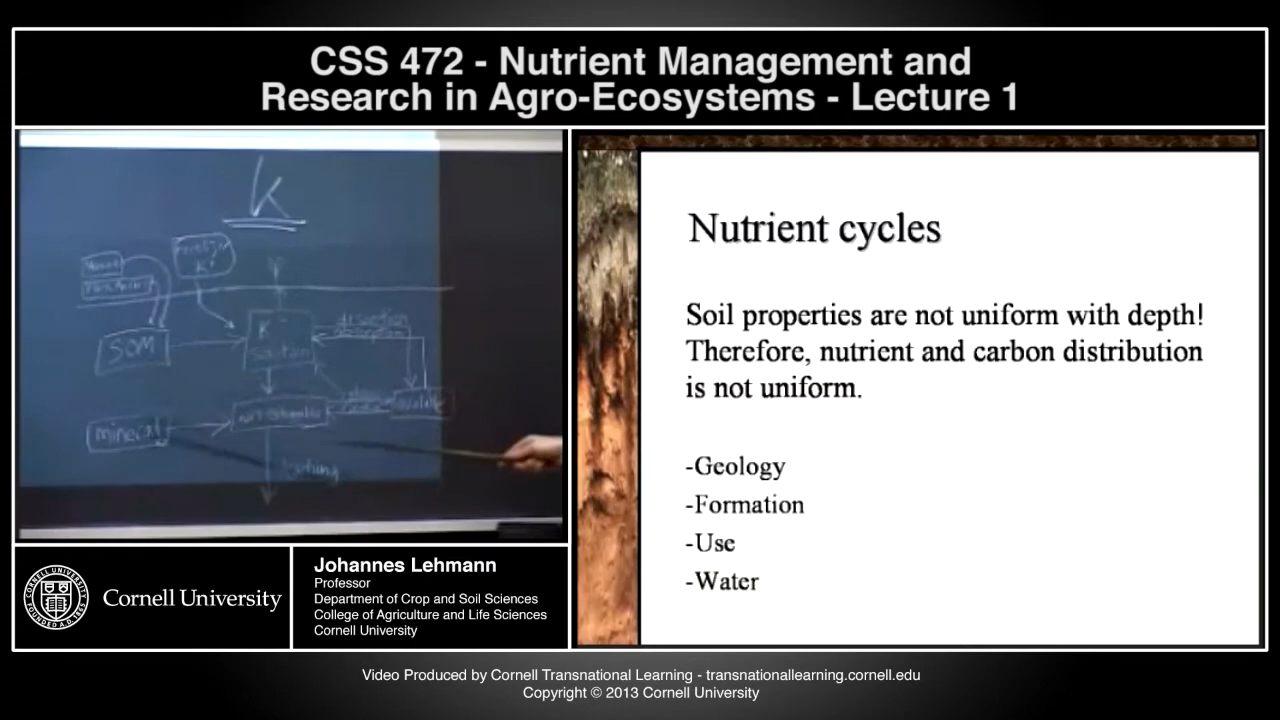 CSS 472 - Nutrient Management and
Research in Agro-Ecosystems - Lecture 1
K
K
SOM
mineral
leaching
Nutrient cycles
Soil properties are not uniform with depth!
Therefore, nutrient and carbon distribution
is not uniform.
-Geology
-Formation
-Use
-Water
Cornell University
Johannes Lehmann
Professor
Department of Crop and Soil Sciences
College of Agriculture and Life Sciences
Cornell University
Video Produced by Cornell Transnational Learning - transnationallearning.cornell.edu
Copyright © 2013 Cornell University